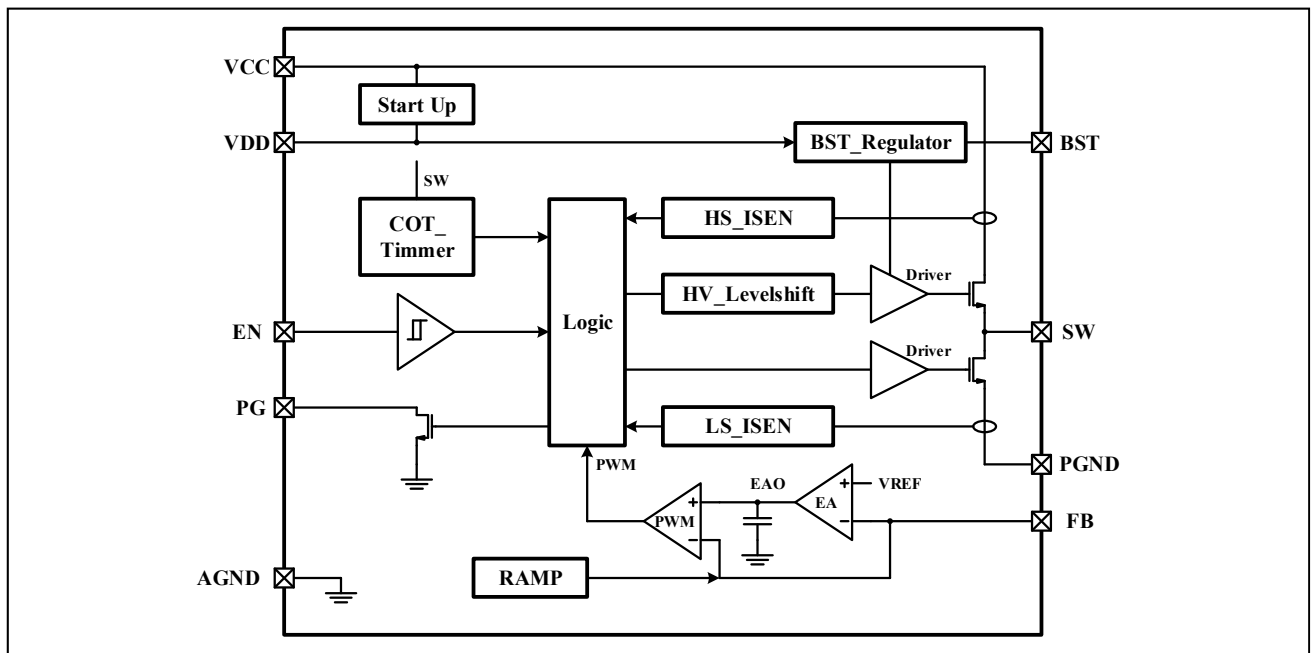 VCC
Start Up
VDD
BST_Regulator
BST
SW
COT_
Timmer
HS_ISEN
HV_Levelshift
Driver
EN
Logic
SW
Driver
PG
LS_ISEN
PWM
PGND
EAO
+
VREF
+
EA
PWM
−
FB
−
RAMP
AGND